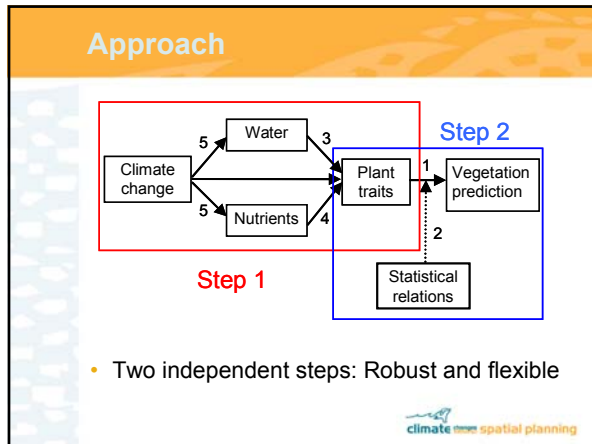 Approach
Water
5
3
Step 2
Climate
change
Plant
traits
1
Vegetation
prediction
5
Nutrients
4
2
Step 1
Statistical
relations
• Two independent steps: Robust and flexible
climate spatial planning